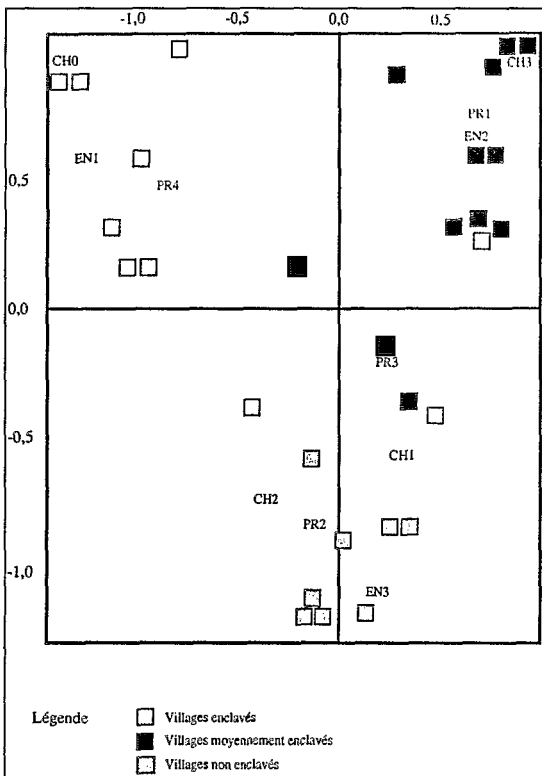 -1,0 -0,5 0,0 0,5
CH0
CH3
PR1
EN2
EN1
PR4
0,5
0,0
PR3
-0,5
CH1
CH2
PR2
-1,0
EN3
Légende
Villages enclavés
Villages moyennement enclavés
Villages non enclavés